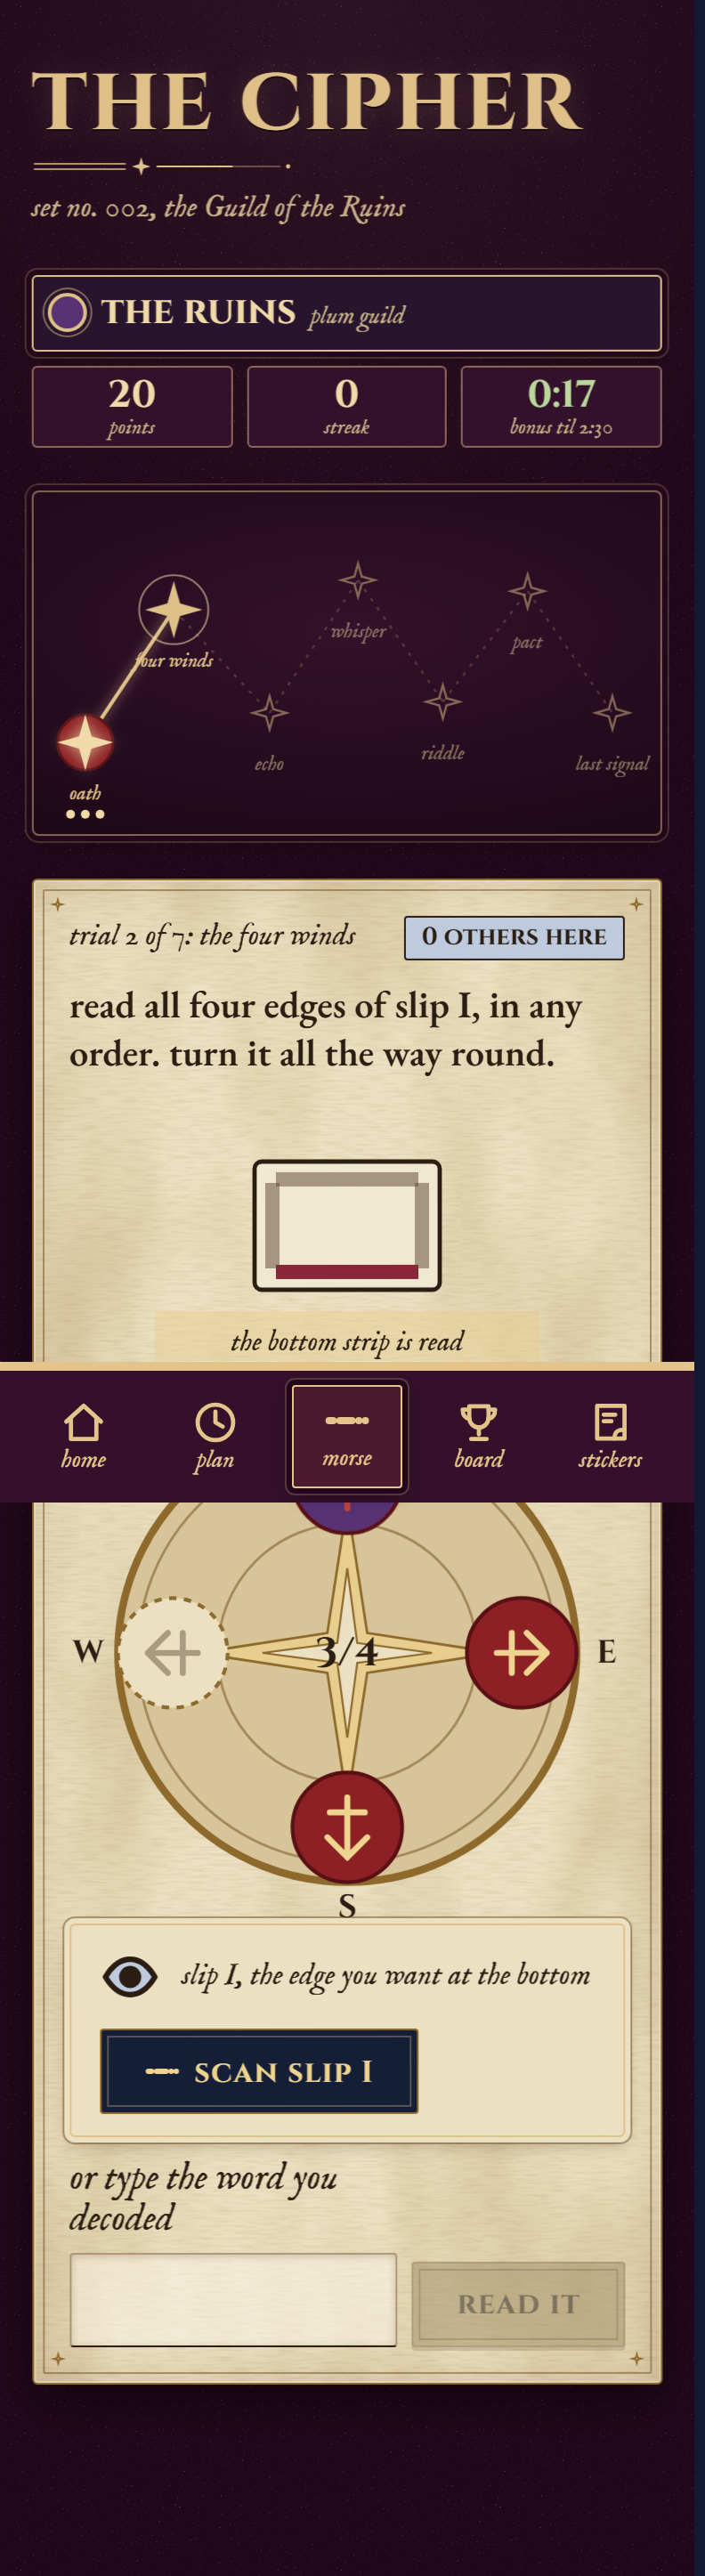 THE CIPHER
set no. 002, the Guild of the Ruins
THE RUINS plum guild
20
points
0
streak
0:17
bonus til 2:30
four winds
whisper
pact
oath
echo
riddle
last signal
trial 2 of 7: the four winds
0 OTHERS HERE
read all four edges of slip I, in any
order. turn it all the way round.
the bottom strip is read
home
plan
morse
board
stickers
W
3/4
E
S
slip I, the edge you want at the bottom
SCAN SLIP I
or type the word you
decoded
READ IT